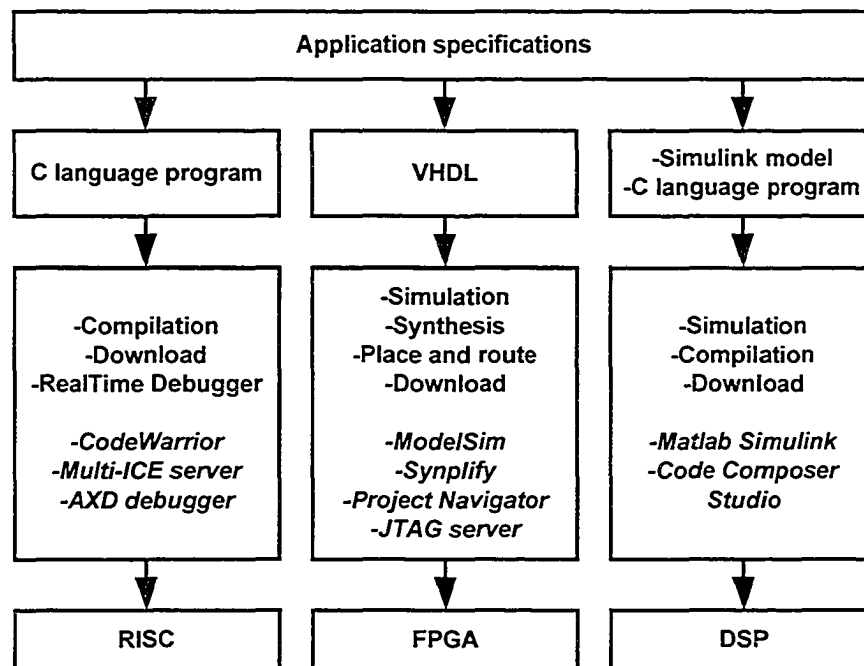 Application specifications
C language program
VHDL
-Simulink model
-C language program
-Compilation
-Download
-RealTime Debugger
-CodeWarrior
-Multi-ICE server
-AXD debugger
-Simulation
-Synthesis
-Place and route
-Download
-ModelSim
-Synplify
-Project Navigator
-JTAG server
-Simulation
-Compilation
-Download
-Matlab Simulink
-Code Composer
Studio
RISC
FPGA
DSP